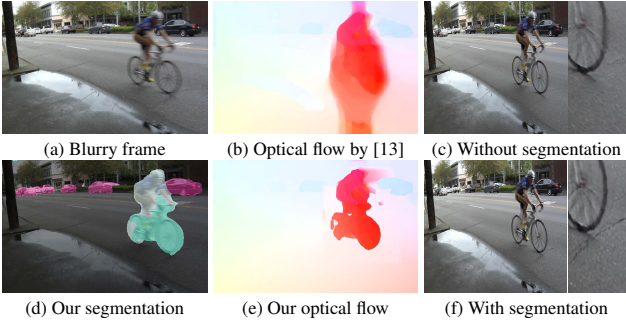 (a) Blurry frame
(b) Optical flow by [13]
(c) Without segmentation
(d) Our segmentation
(e) Our optical flow
(f) With segmentation